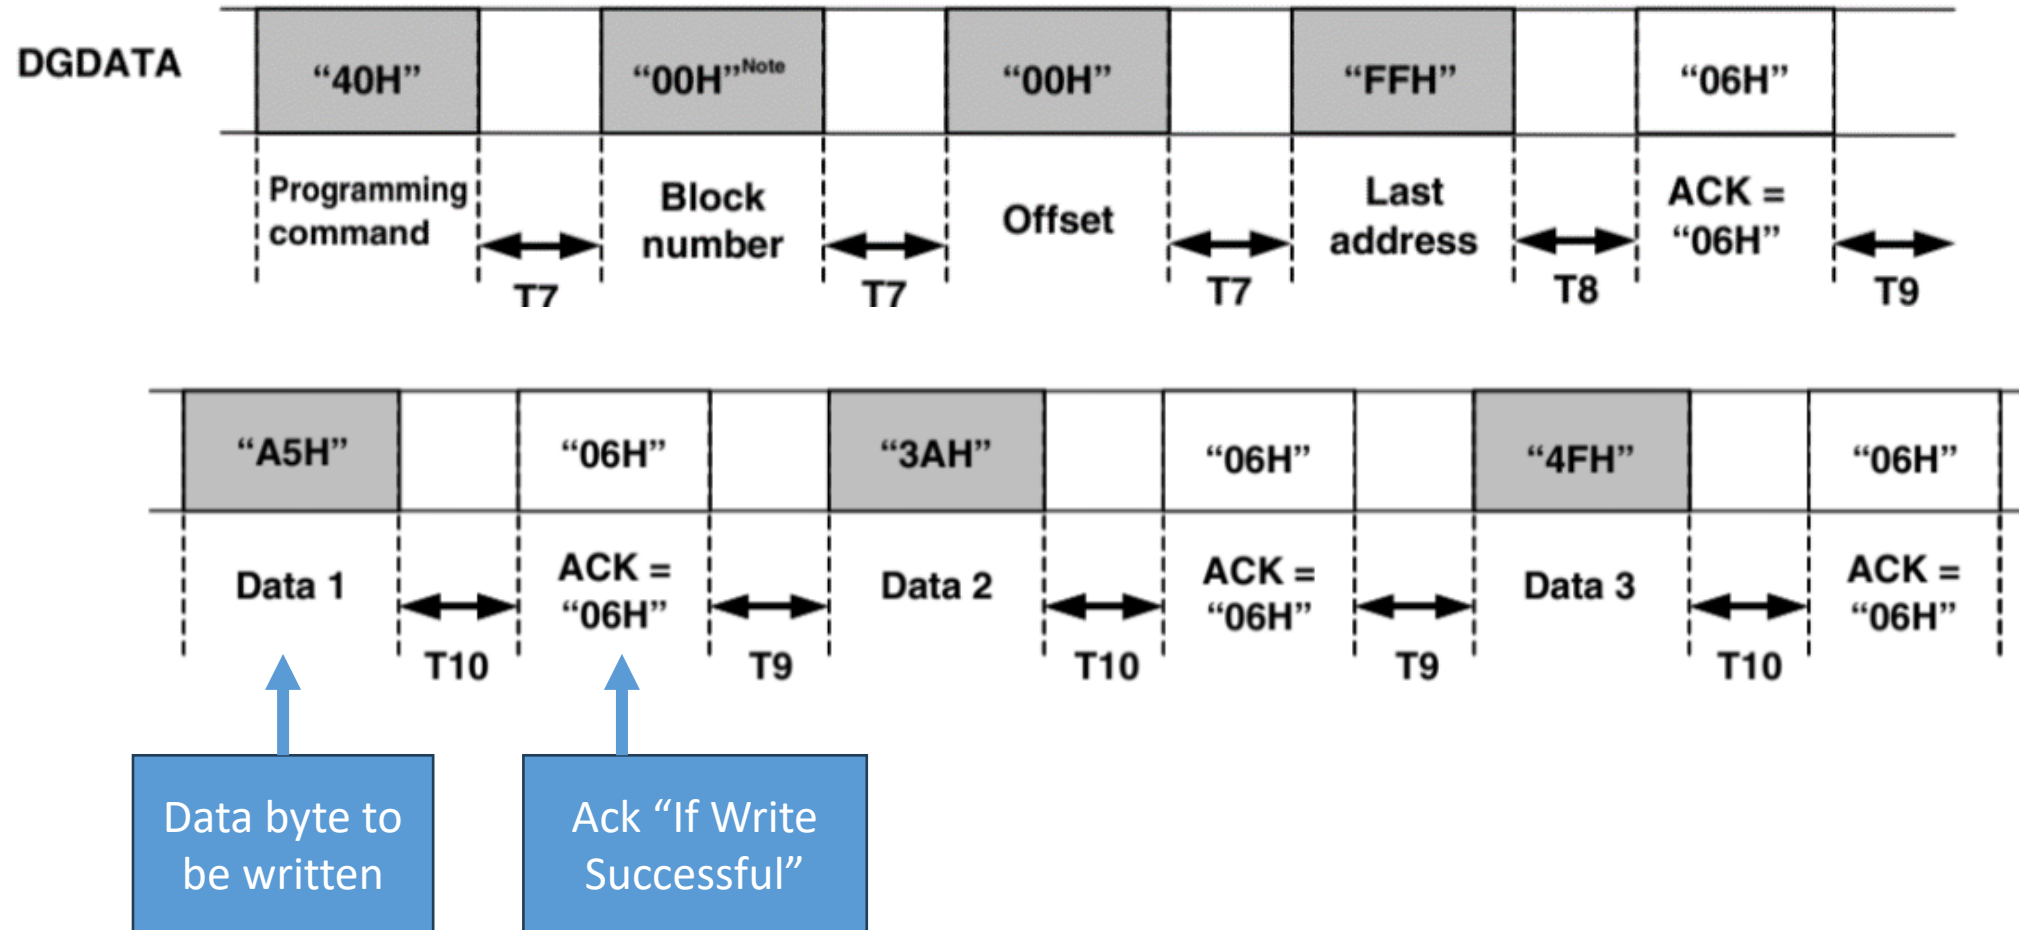 DGDATA
“40H”
“00H”Note
“00H”
“FFH”
“06H”
Programming
command
Block
number
Offset
Last
address
ACK =
“06H”
T7
T7
T7
T8
T9
“A5H”
“06H”
“3AH”
“06H”
“4FH”
“06H”
Data 1
ACK =
“06H”
Data 2
ACK =
“06H”
Data 3
ACK =
“06H”
T10
T9
T10
T9
T10
Data byte to
be written
Ack “If Write
Successful”